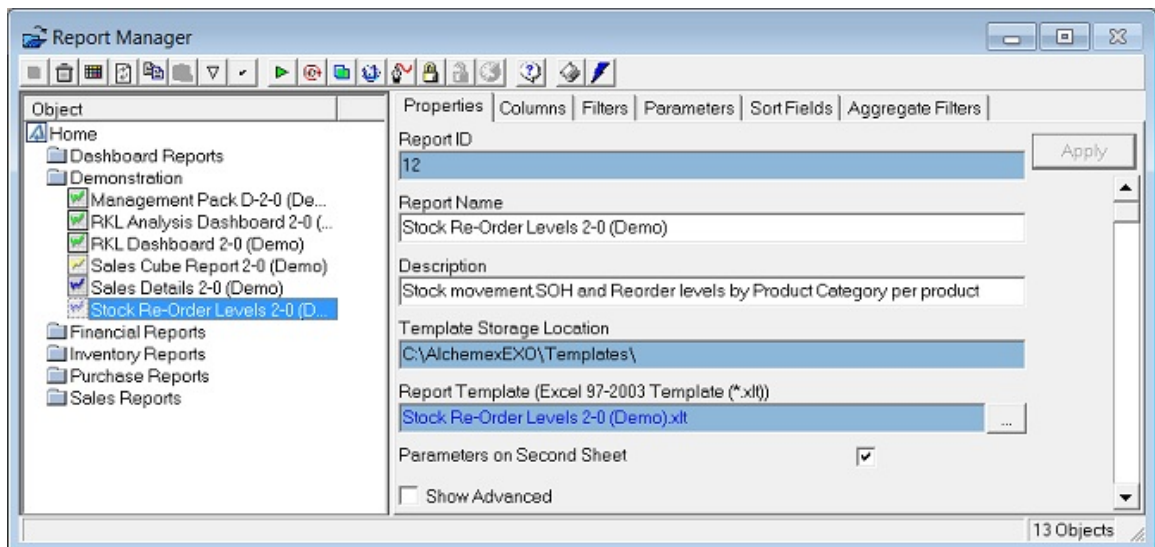 Report Manager
Object
Home
Dashboard Reports
Demonstration
Management Pack D-2-0 (De...
RKL Analysis Dashboard 2-0 (...
RKL Dashboard 2-0 (Demo)
Sales Cube Report 2-0 (Demo)
Sales Details 2-0 (Demo)
Stock Re-Order Levels 2-0 (D...
Financial Reports
Inventory Reports
Purchase Reports
Sales Reports
Properties Columns Filters Parameters Sort Fields Aggregate Filters
Report ID
Apply
12
Report Name
Stock Re-Order Levels 2-0 (Demo)
Description
Stock movement,SOH and Reorder levels by Product Category per product
Template Storage Location
C:\AlchemexEXO\Templates\
Report Template (Excel 97-2003 Template (*.xlt))
Stock Re-Order Levels 2-0 (Demo).xlt
...
Parameters on Second Sheet
Show Advanced
13 Objects